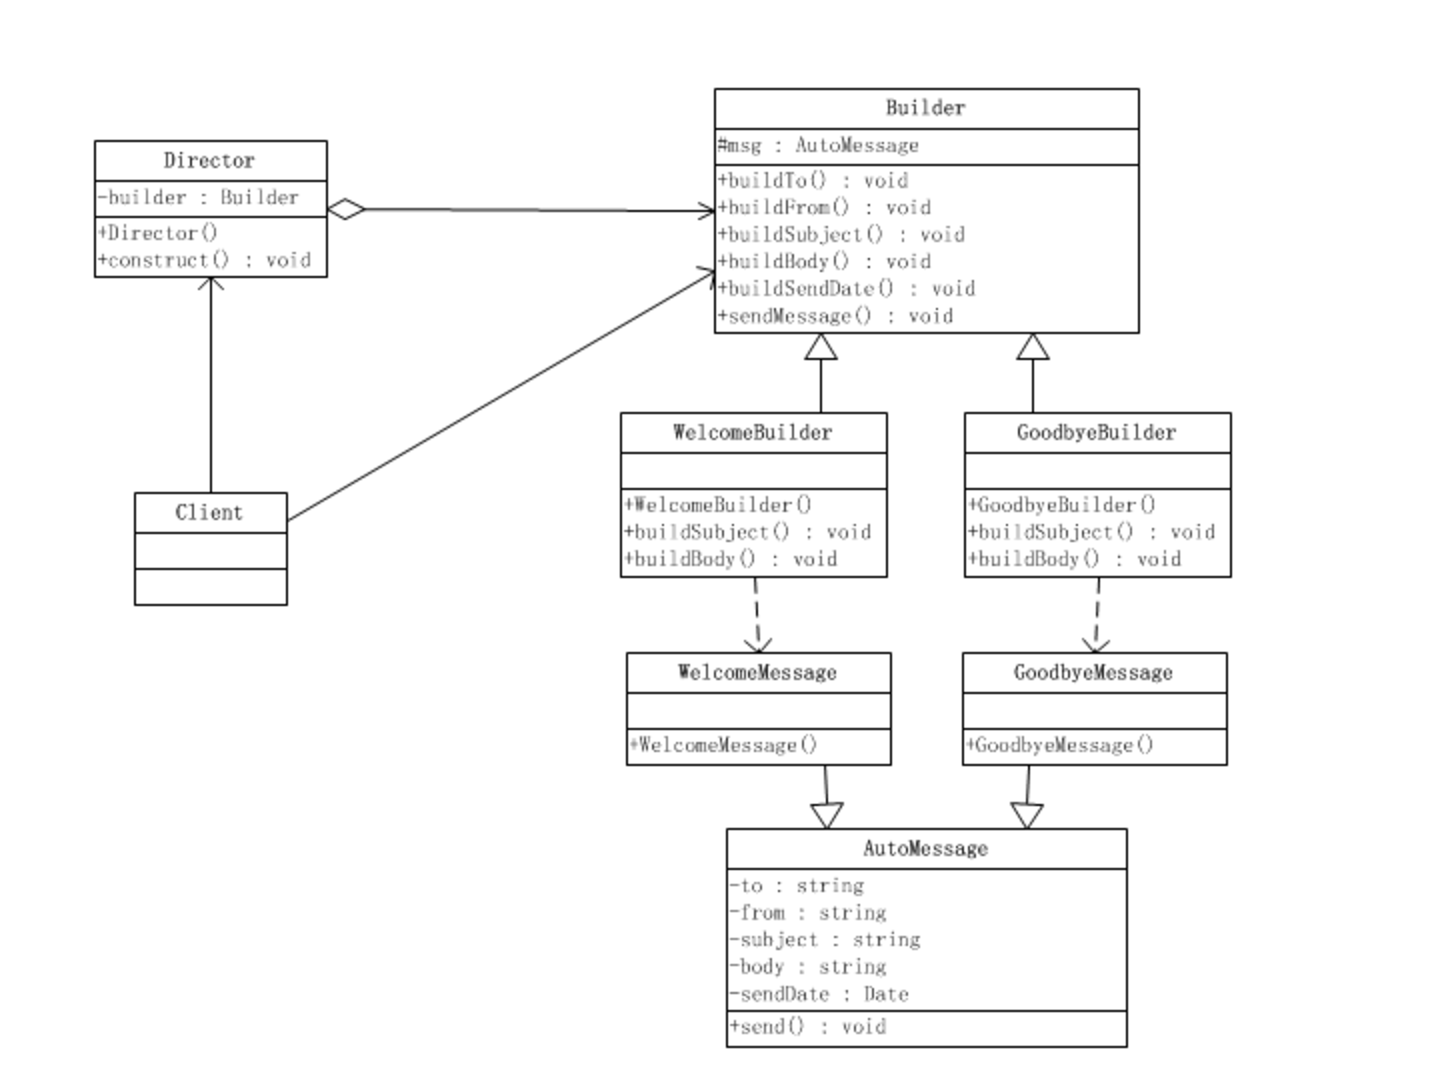 Builder
#msg : AutoMessage
+buildTo() : void
+buildFrom() : void
+buildSubject() : void
+buildBody() : void
+buildSendDate() : void
+sendMessage() : void
Director
-builder : Builder
+Director()
+construct() : void
Client
WelcomeBuilder
+WelcomeBuilder()
+buildSubject() : void
+buildBody() : void
GoodbyeBuilder
+GoodbyeBuilder()
+buildSubject() : void
+buildBody() : void
WelcomeMessage
+WelcomeMessage()
GoodbyeMessage
+GoodbyeMessage()
AutoMessage
-to : string
-from : string
-subject : string
-body : string
-sendDate : Date
+send() : void